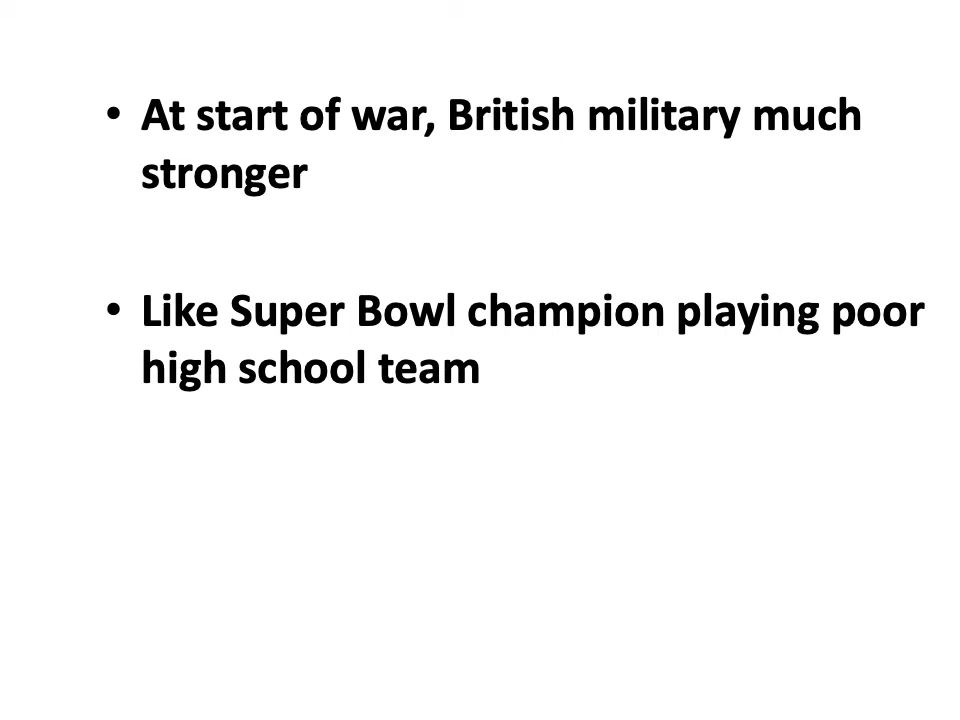 • At start of war, British military much
stronger
• Like Super Bowl champion playing poor
high school team